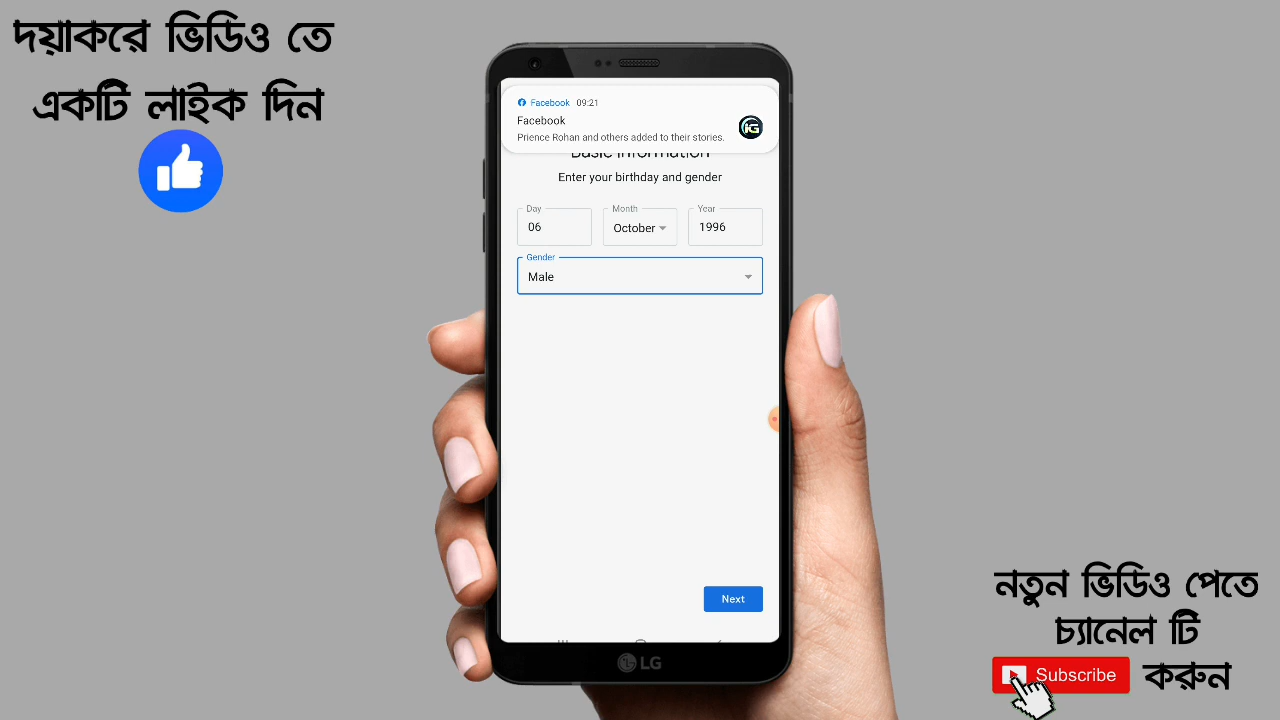 দয়াকরে ভিডিও তে
একটি লাইক দিন
Facebook 09:21
Facebook
Prience Rohan and others added to their stories.
iG
Basic information
Enter your birthday and gender
Day
Month
Year
06
October
1996
Gender
Male
Next
LG
নতুন ভিডিও পেতে
চ্যানেল টি
Subscribe করুন